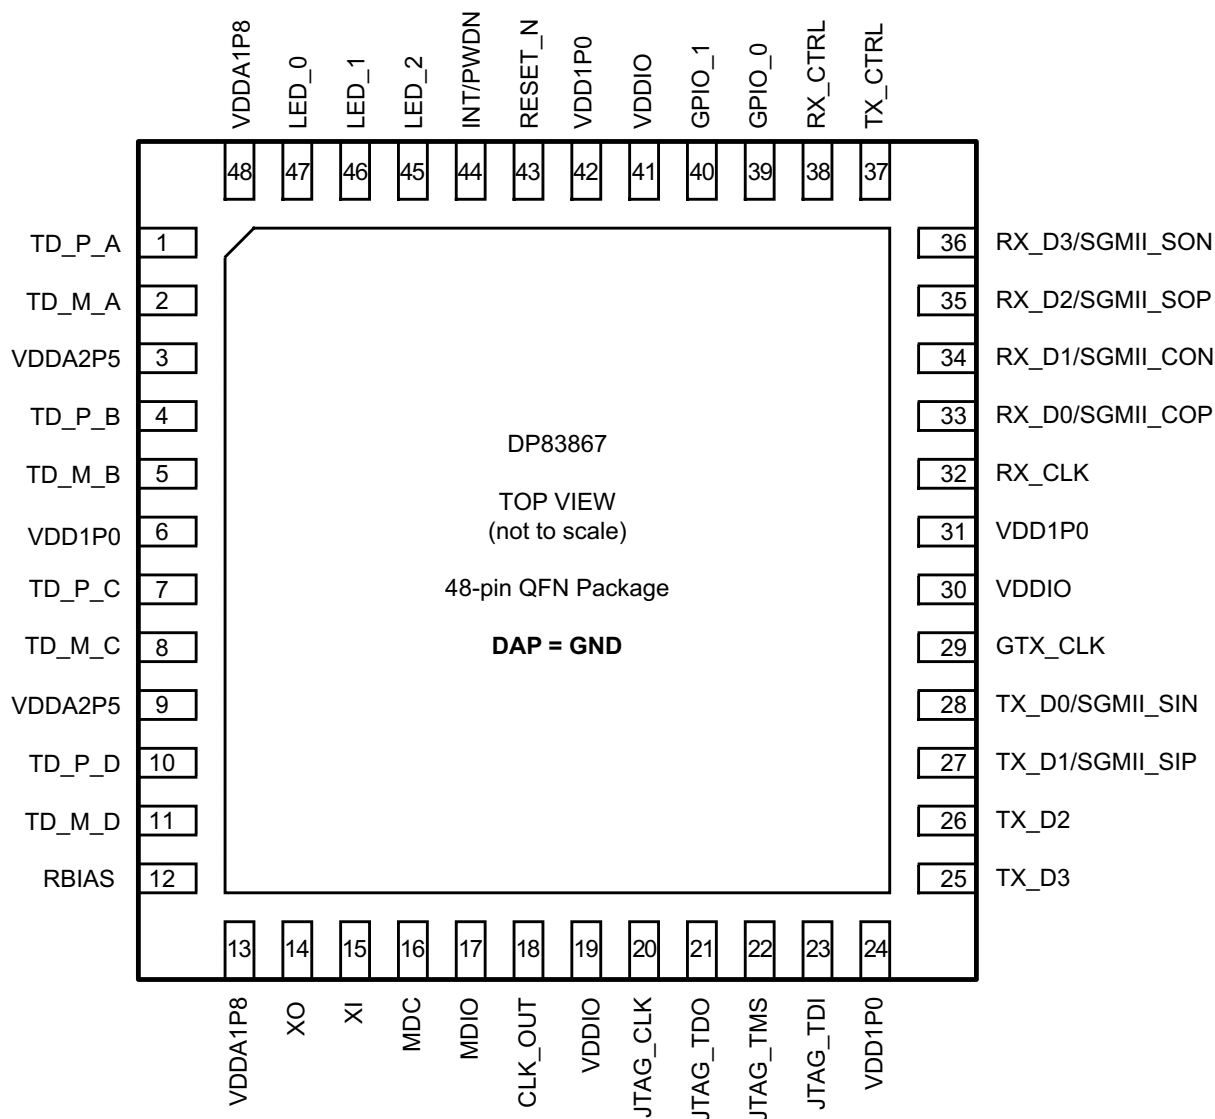 VDDA1P8
LED_0
LED_1
LED_2
INT/PWDN
RESET_N
VDD1P0
VDDIO
GPIO_1
GPIO_0
RX_CTRL
TX_CTRL
48 47 46 45 44 43 42 41 40 39 38 37
TD_P_A 1
TD_M_A 2
VDDA2P5 3
TD_P_B 4
TD_M_B 5
VDD1P0 6
TD_P_C 7
TD_M_C 8
VDDA2P5 9
TD_P_D 10
TD_M_D 11
RBIAS 12
DP83867
TOP VIEW
(not to scale)
48-pin QFN Package
DAP = GND
36 RX_D3/SGMII_SON
35 RX_D2/SGMII_SOP
34 RX_D1/SGMII_CON
33 RX_D0/SGMII_COP
32 RX_CLK
31 VDD1P0
30 VDDIO
29 GTX_CLK
28 TX_D0/SGMII_SIN
27 TX_D1/SGMII_SIP
26 TX_D2
25 TX_D3
13 14 15 16 17 18 19 20 21 22 23 24
VDDA1P8
XO
XI
MDC
MDIO
CLK_OUT
VDDIO
JTAG_CLK
JTAG_TDO
JTAG_TMS
JTAG_TDI
VDD1P0